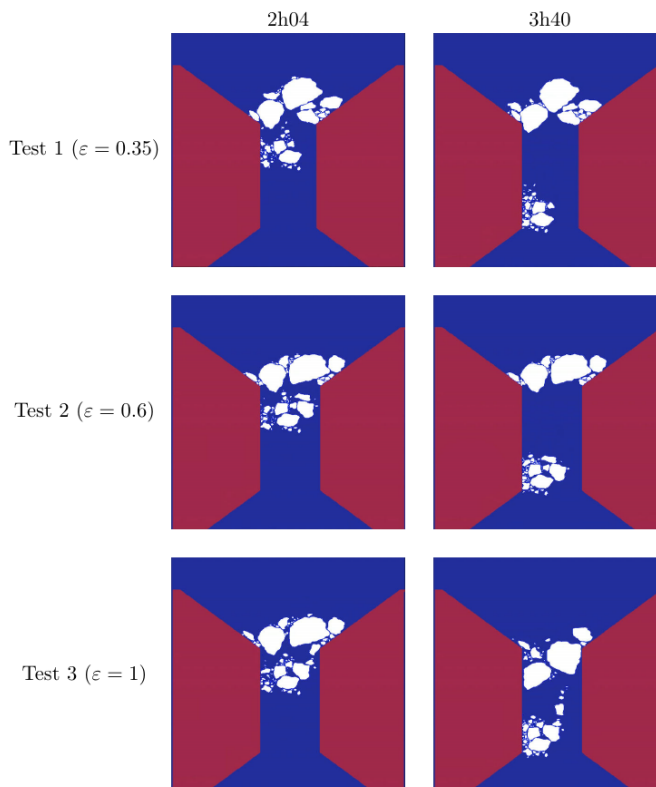 2h04 3h40
Test 1 (ε = 0.35)
Test 2 (ε = 0.6)
Test 3 (ε = 1)